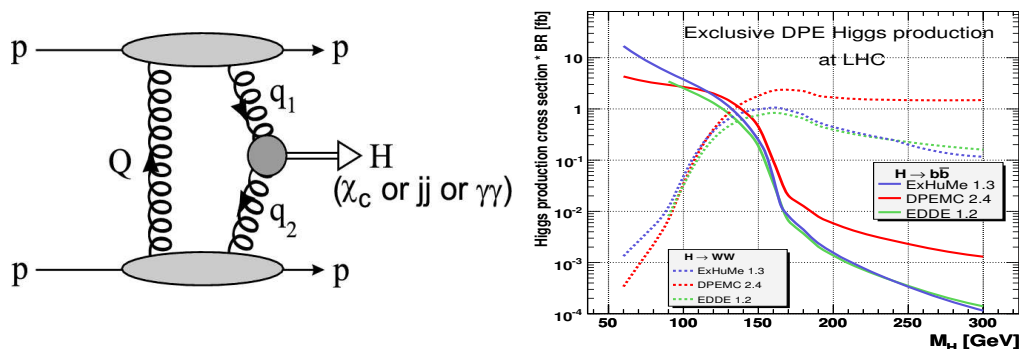 p
p
q1
Q
H
(χc or jj or γγ)
q2
p
p
Higgs production cross section * BR [fb]
Exclusive DPE Higgs production
at LHC
10
1
10-1
10-2
10-3
10-4
H → bb̄
ExHuMe 1.3
DPEMC 2.4
EDDE 1.2
H → WW
ExHuMe 1.3
DPEMC 2.4
EDDE 1.2
50 100 150 200 250 300
MH [GeV]